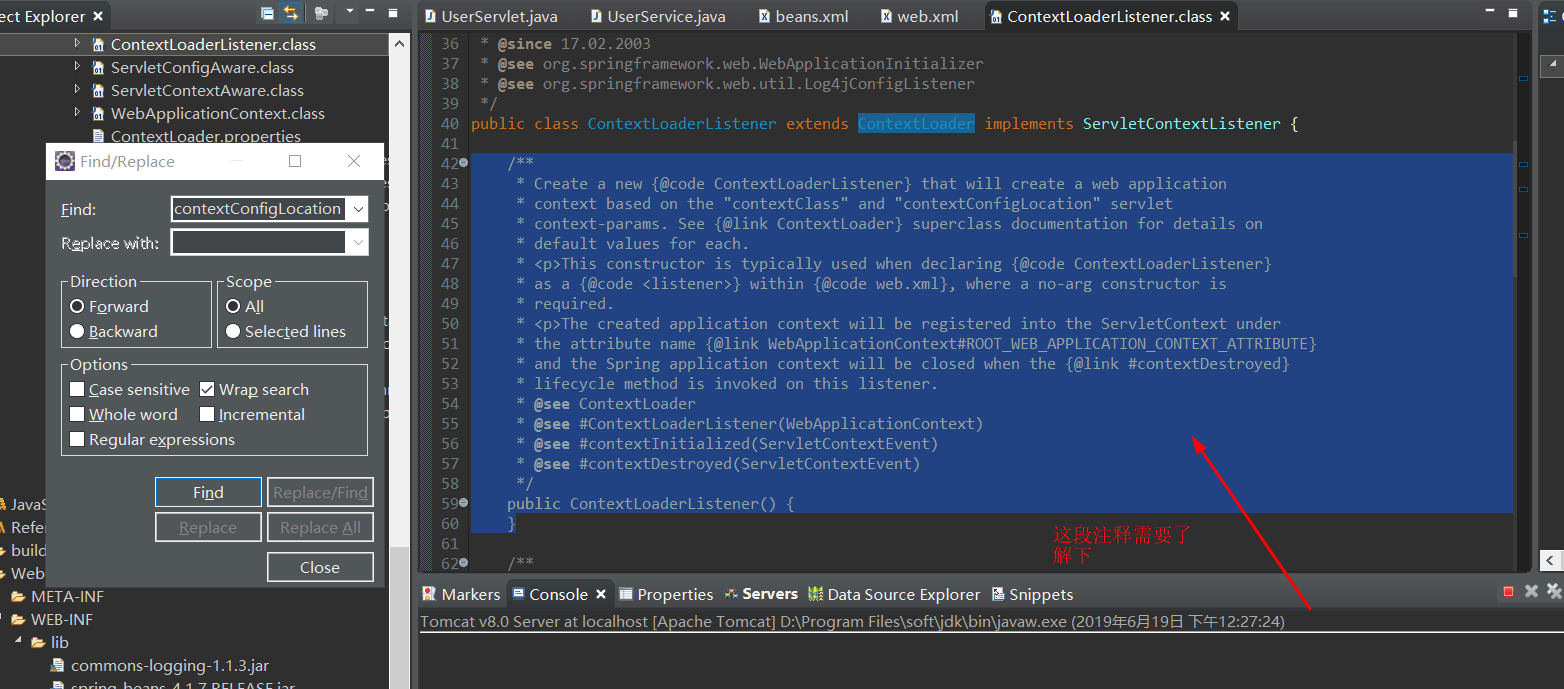 ect Explorer
ContextLoaderListener.class
ServletConfigAware.class
ServletContextAware.class
WebApplicationContext.class
ContextLoader.properties
Find/Replace
Find:
contextConfigLocation
Replace with:
Direction
Forward
Backward
Scope
All
Selected lines
Options
Case sensitive
Wrap search
Whole word
Incremental
Regular expressions
Find
Replace/Find
Replace
Replace All
Close
JavaS
Refer
build
Web
META-INF
WEB-INF
lib
commons-logging-1.1.3.jar
spring-beans-4.1.7.RELEASE.jar
UserServlet.java
UserService.java
beans.xml
web.xml
ContextLoaderListener.class
36 * @since 17.02.2003
37 * @see org.springframework.web.WebApplicationInitializer
38 * @see org.springframework.web.util.Log4jConfigListener
39 */
40 public class ContextLoaderListener extends ContextLoader implements ServletContextListener {
41
42 /**
43 * Create a new {@code ContextLoaderListener} that will create a web application
44 * context based on the "contextClass" and "contextConfigLocation" servlet
45 * context-params. See {@link ContextLoader} superclass documentation for details on
46 * default values for each.
47 * <p>This constructor is typically used when declaring {@code ContextLoaderListener}
48 * as a {@code <listener>} within {@code web.xml}, where a no-arg constructor is
49 * required.
50 * <p>The created application context will be registered into the ServletContext under
51 * the attribute name {@link WebApplicationContext#ROOT_WEB_APPLICATION_CONTEXT_ATTRIBUTE}
52 * and the Spring application context will be closed when the {@link #contextDestroyed}
53 * lifecycle method is invoked on this listener.
54 * @see ContextLoader
55 * @see #ContextLoaderListener(WebApplicationContext)
56 * @see #contextInitialized(ServletContextEvent)
57 * @see #contextDestroyed(ServletContextEvent)
58 */
59 public ContextLoaderListener() {
60 }
61
62 /**
这段注释需要了
解下
Markers
Console
Properties
Servers
Data Source Explorer
Snippets
Tomcat v8.0 Server at localhost [Apache Tomcat] D:\Program Files\soft\jdk\bin\javaw.exe (2019年6月19日 下午12:27:24)